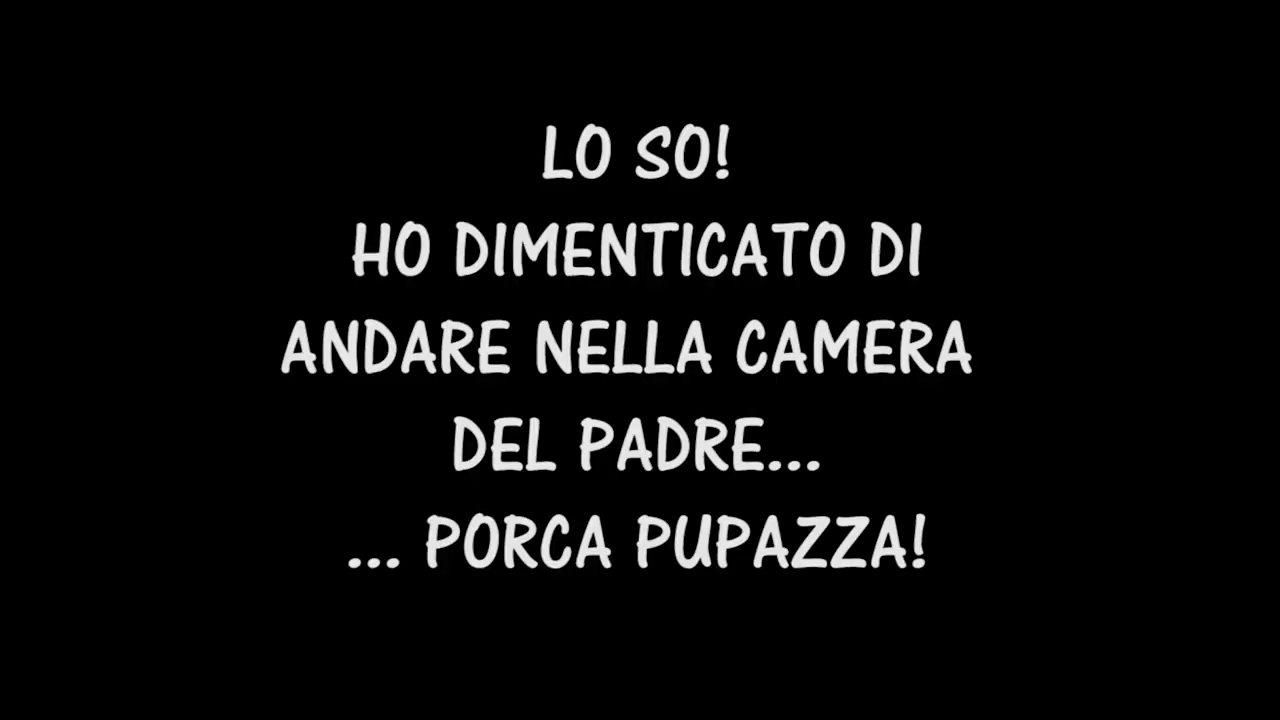 LO SO!
HO DIMENTICATO DI
ANDARE NELLA CAMERA
DEL PADRE...
... PORCA PUPAZZA!